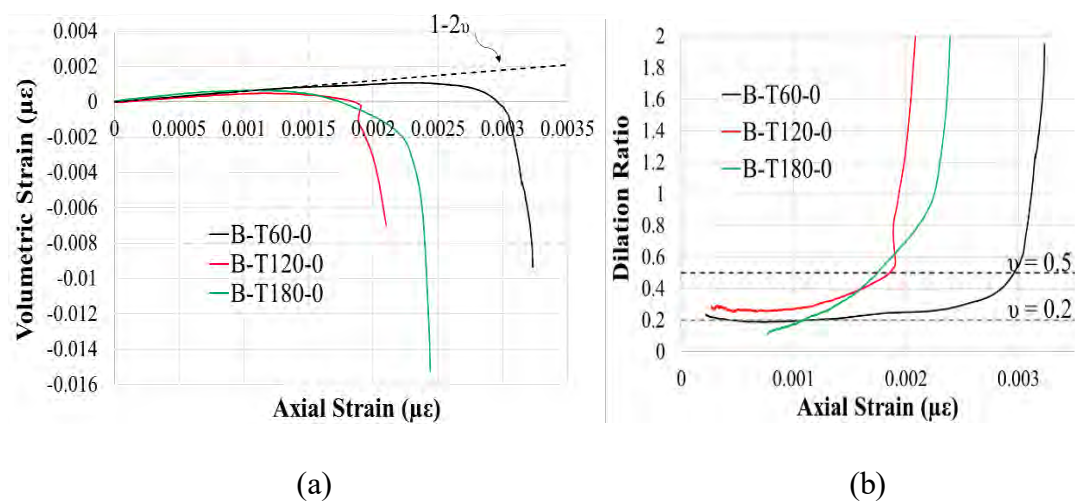 1-2υ
0.004
0.002
0
-0.002
-0.004
-0.006
-0.008
-0.01
-0.012
-0.014
-0.016
0 0.0005 0.001 0.0015 0.002 0.0025 0.003 0.0035
Volumetric Strain (με)
B-T60-0
B-T120-0
B-T180-0
Axial Strain (με)
(a)
2
1.8
1.6
1.4
1.2
1
0.8
0.6
0.4
0.2
0
Dilation Ratio
B-T60-0
B-T120-0
B-T180-0
υ = 0.5
υ = 0.2
0 0.001 0.002 0.003
Axial Strain (με)
(b)